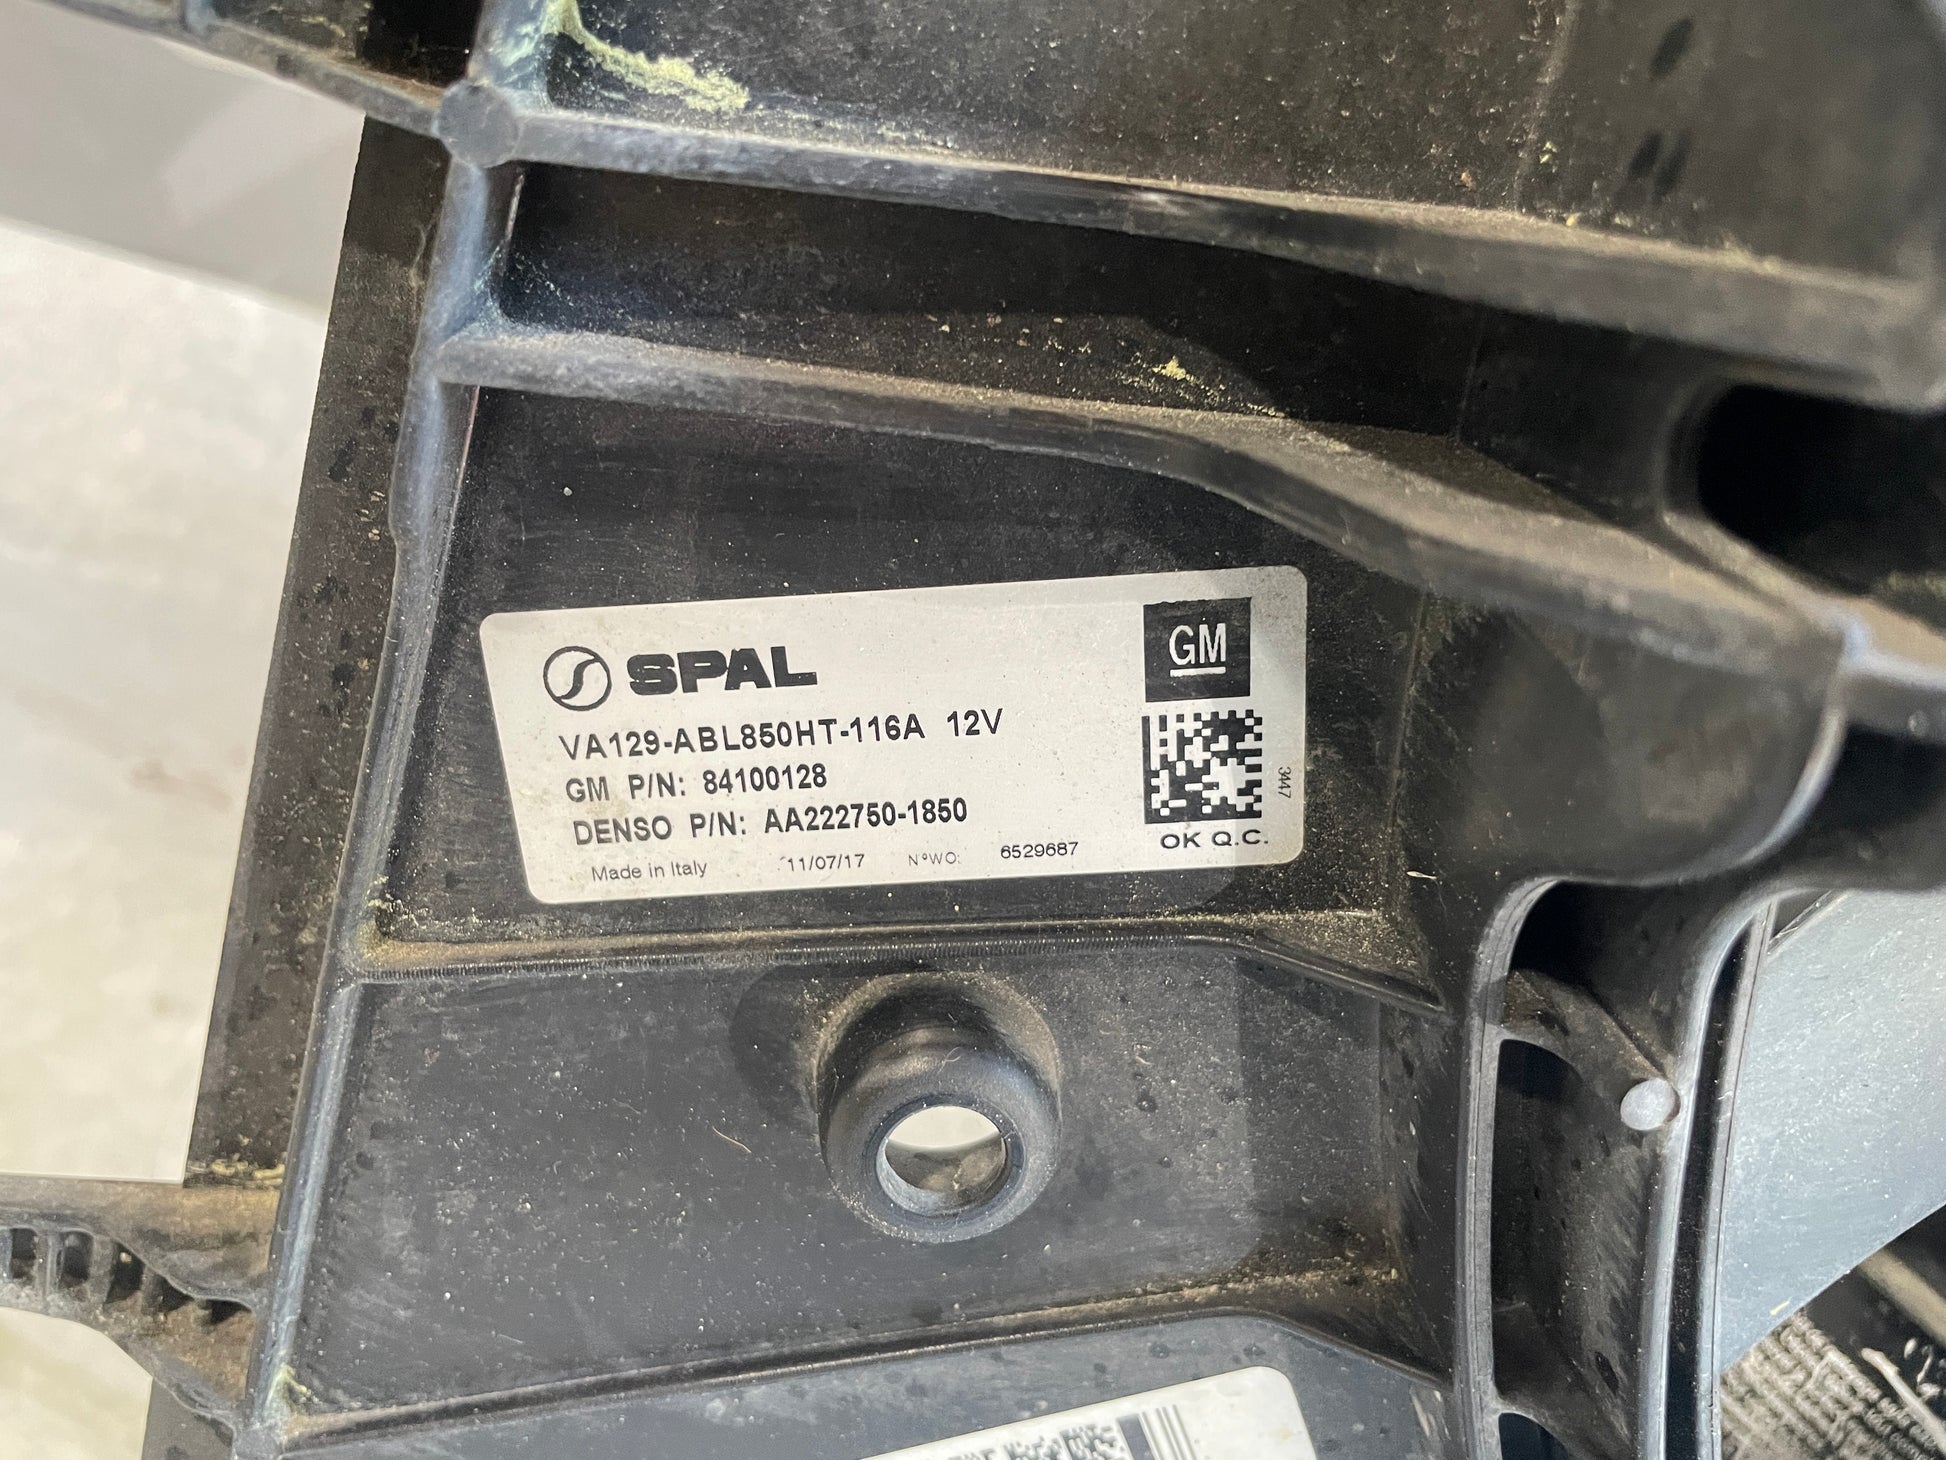 SPAL
GM
VA129-ABL850HT-116A 12V
GM P/N: 84100128
DENSO P/N: AA222750-1850
3447
OK Q.C.
Made in Italy 11/07/17 N°WO: 6529687